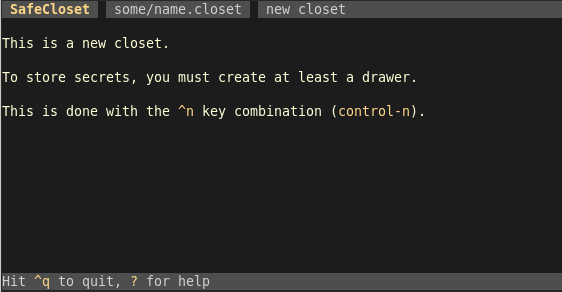 SafeCloset some/name.closet new closet
This is a new closet.
To store secrets, you must create at least a drawer.
This is done with the ^n key combination (control-n).
Hit ^q to quit, ? for help